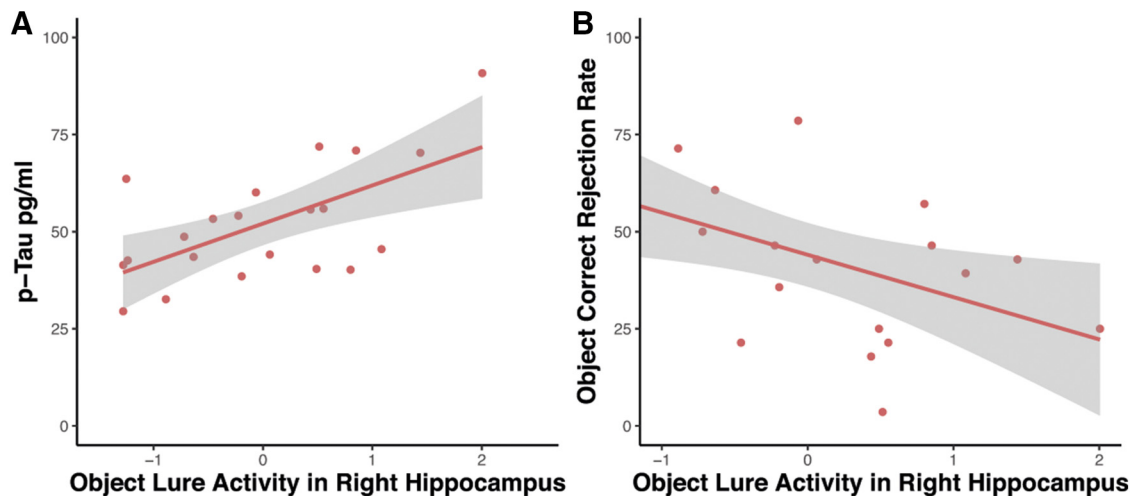 A
p−Tau pg/ml
100
75
50
25
0
−1 0 1 2
Object Lure Activity in Right Hippocampus
B
Object Correct Rejection Rate
100
75
50
25
0
−1 0 1 2
Object Lure Activity in Right Hippocampus